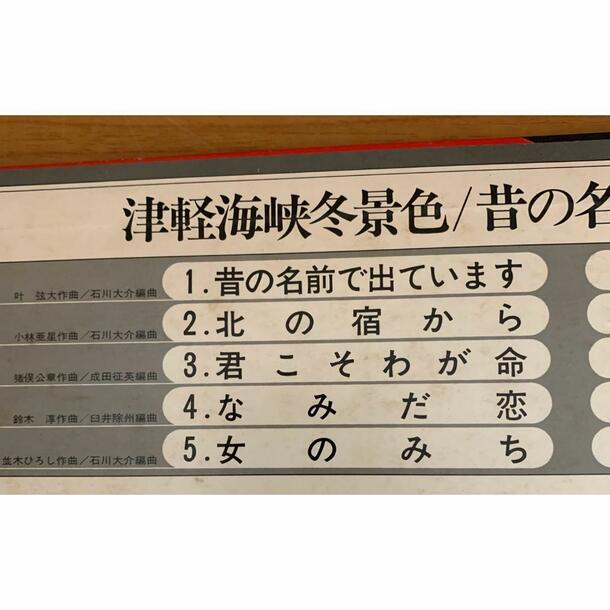 津軽海峡冬景色/昔の名
叶 弦大作曲/石川大介編曲 1.昔の名前で出ています
小林亜星作曲/石川大介編曲 2.北の宿から
猪俣公章作曲/成田征英編曲 3.君こそわが命
鈴木 淳作曲/臼井除州編曲 4.なみだ恋
並木ひろし作曲/石川大介編曲 5.女のみち